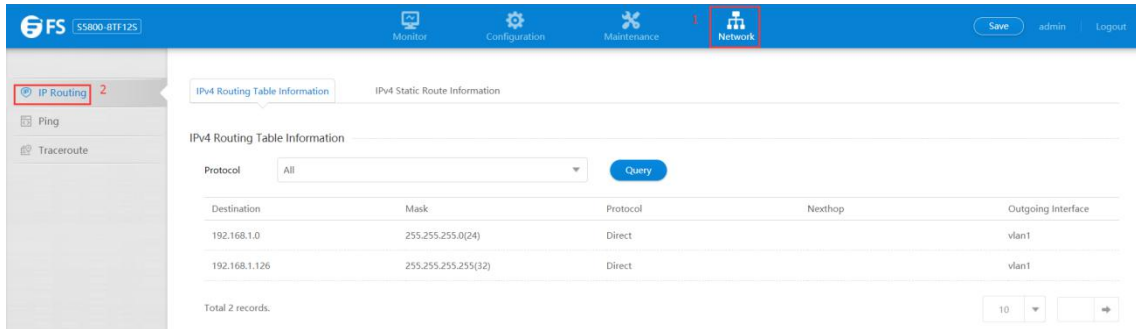 FS S5800-8TF12S
Monitor
Configuration
Maintenance
1
Network
Save
admin
Logout
IP Routing 2
Ping
Traceroute
IPv4 Routing Table Information
IPv4 Static Route Information
IPv4 Routing Table Information
Protocol All Query
Destination Mask Protocol Nexthop Outgoing Interface
192.168.1.0 255.255.255.0(24) Direct vlan1
192.168.1.126 255.255.255.255(32) Direct vlan1
Total 2 records. 10